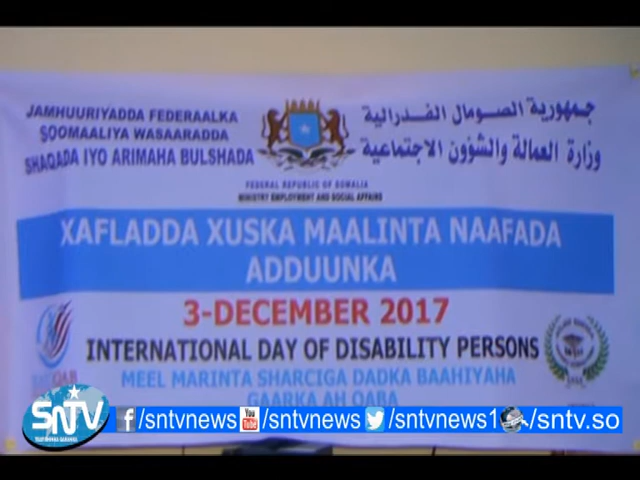 JAMHUURIYADDA FEDERAALKA
SOOMAALIYA WASAARADDA
SHAQADA IYO ARIMAHA BULSHADA
جمهورية الصومال الفدرالية
وزارة العمالة والشؤون الاجتماعية
FEDERAL REPUBLIC OF SOMALIA
MINISTRY EMPLOYMENT AND SOCIAL AFFAIRS
XAFLADDA XUSKA MAALINTA NAAFADA
ADDUUNKA
3-DECEMBER 2017
INTERNATIONAL DAY OF DISABILITY PERSONS
MEEL MARINTA SHARCIGA DADKA BAAHIYAHA
GAARKA AH QABA
SNTV
f/sntvnews
You Tube /sntvnews
/sntvnews1
/sntv.so